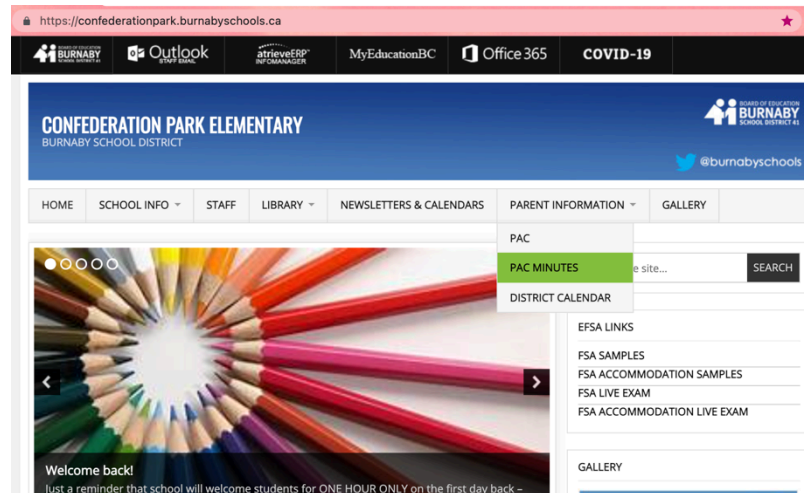 https://confederationpark.burnabyschools.ca
BOARD OF EDUCATION
BURNABY
SCHOOL DISTRICT 41
Outlook
STAFF EMAIL
atrieveERP
INFOMANAGER
MyEducationBC
Office 365
COVID-19
CONFEDERATION PARK ELEMENTARY
BURNABY SCHOOL DISTRICT
BOARD OF EDUCATION
BURNABY
SCHOOL DISTRICT 41
@burnabyschools
HOME
SCHOOL INFO
STAFF
LIBRARY
NEWSLETTERS & CALENDARS
PARENT INFORMATION
GALLERY
PAC
PAC MINUTES
DISTRICT CALENDAR
site...
SEARCH
EFSA LINKS
FSA SAMPLES
FSA ACCOMMODATION SAMPLES
FSA LIVE EXAM
FSA ACCOMMODATION LIVE EXAM
GALLERY
Welcome back!
Just a reminder that school will welcome students for ONE HOUR ONLY on the first day back –